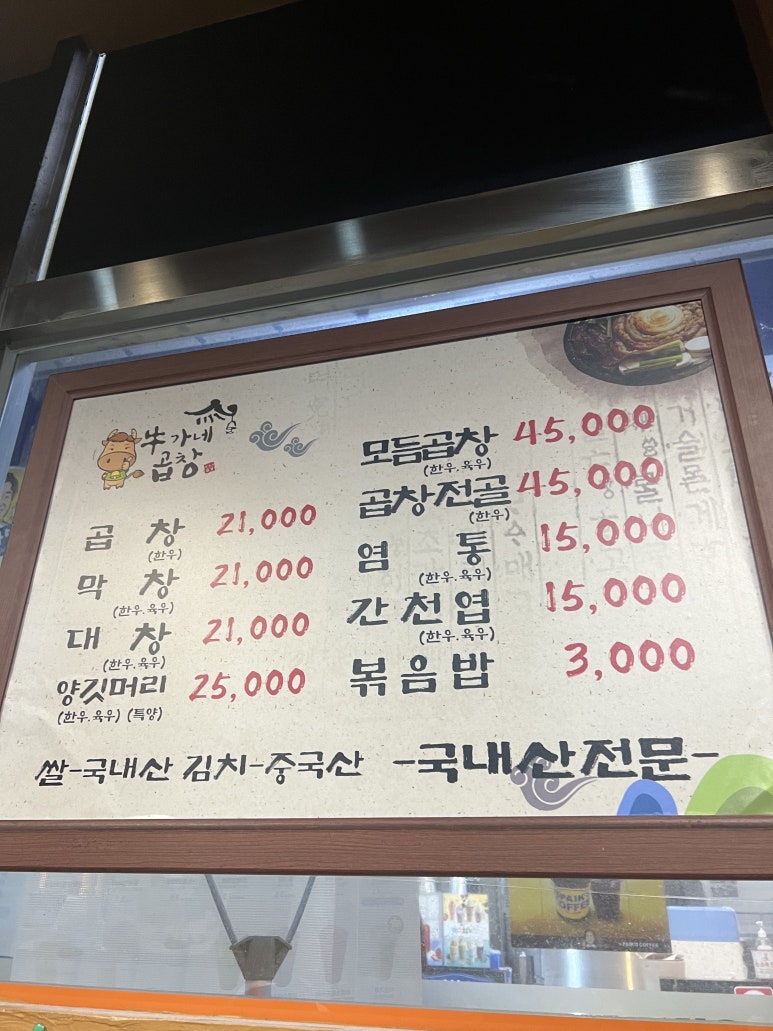 牛가네
곱창
곱 창 21,000
(한우)
막 창 21,000
(한우.육우)
대 창 21,000
(한우.육우)
양깃머리 25,000
(한우.육우) (특양)
모듬곱창 45,000
(한우.육우)
곱창전골 45,000
(한우)
염 통 15,000
(한우.육우)
간천엽 15,000
(한우.육우)
볶음밥 3,000
쌀-국내산 김치-중국산 -국내산전문-
PAIK'S COFFEE